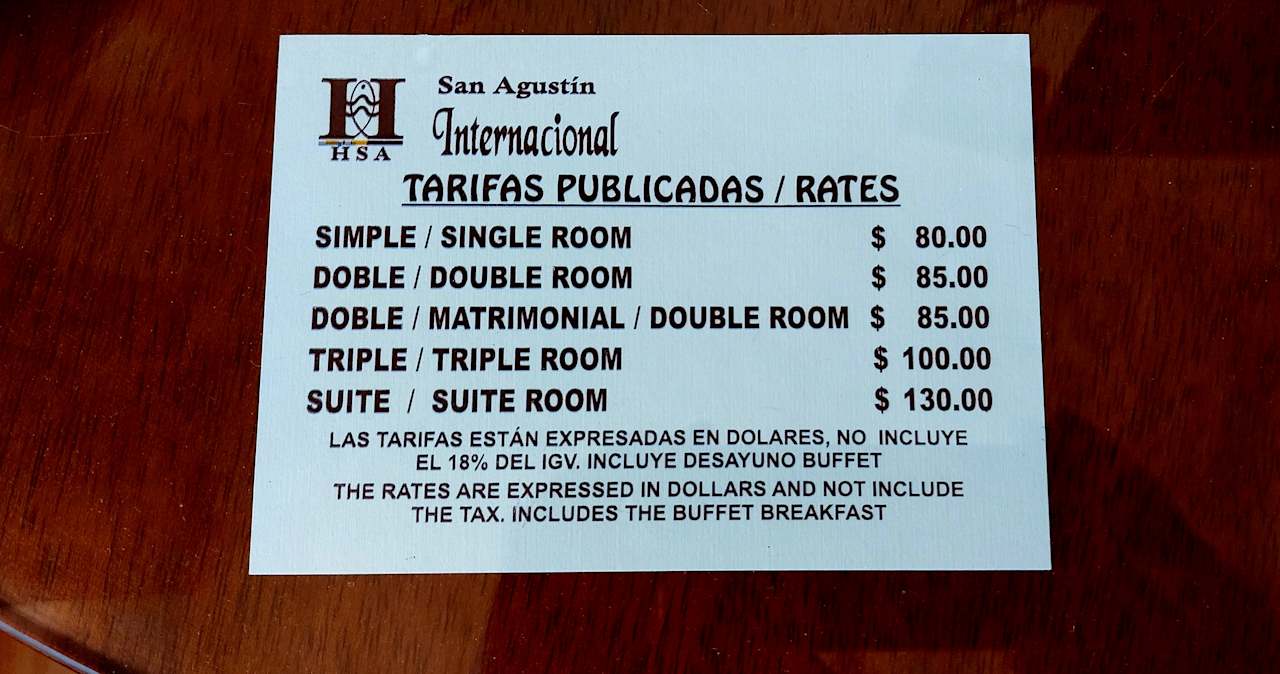 HSA
San Agustín
Internacional
TARIFAS PUBLICADAS / RATES
SIMPLE / SINGLE ROOM $ 80.00
DOBLE / DOUBLE ROOM $ 85.00
DOBLE / MATRIMONIAL / DOUBLE ROOM $ 85.00
TRIPLE / TRIPLE ROOM $ 100.00
SUITE / SUITE ROOM $ 130.00
LAS TARIFAS ESTÁN EXPRESADAS EN DOLARES, NO INCLUYE
EL 18% DEL IGV. INCLUYE DESAYUNO BUFFET
THE RATES ARE EXPRESSED IN DOLLARS AND NOT INCLUDE
THE TAX. INCLUDES THE BUFFET BREAKFAST